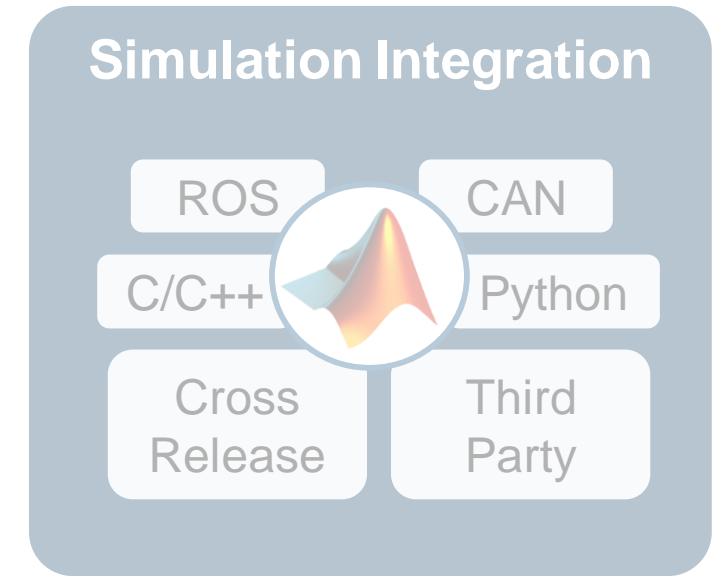 Simulation Integration
ROS
CAN
C/C++
Python
Cross
Release
Third
Party